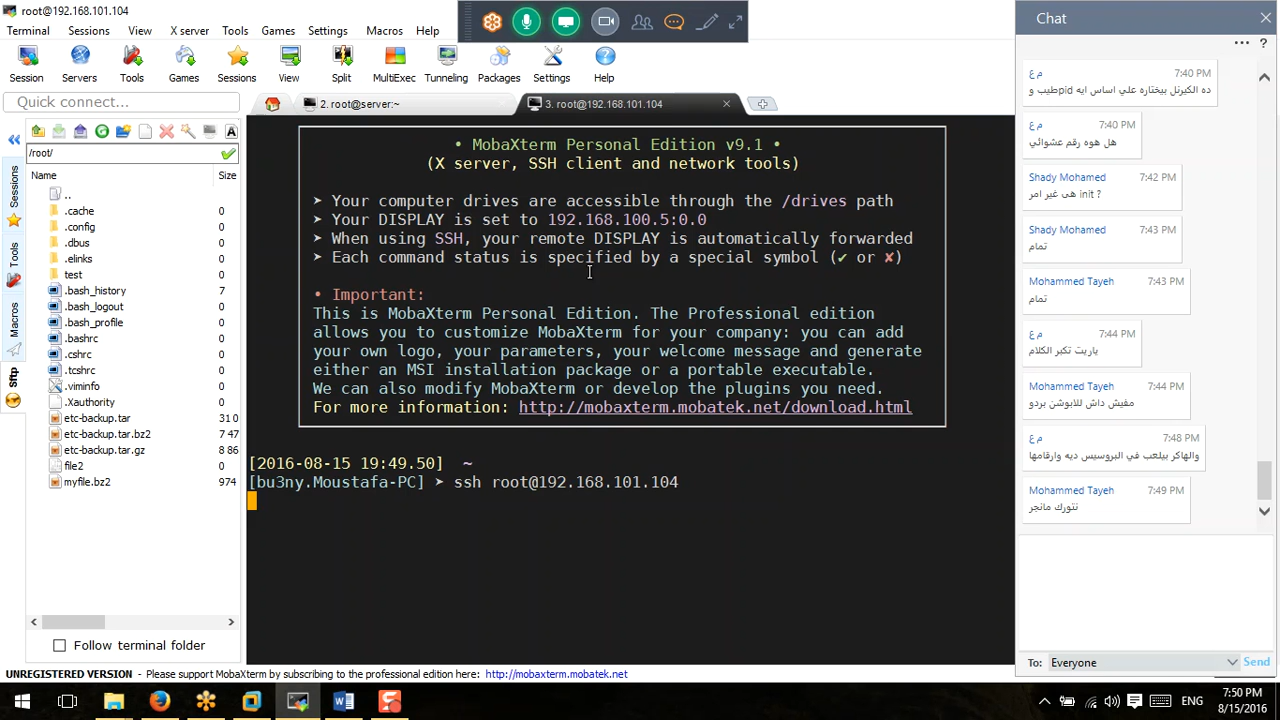 root@192.168.101.104
Terminal Sessions View X server Tools Games Settings Macros Help
Session Servers Tools Games Sessions View Split MultiExec Tunneling Packages Settings Help
Quick connect...
2. root@server:~
3. root@192.168.101.104
/root/
Name Size
..
.cache 0
.config 0
.dbus 0
.elinks 0
test 0
.bash_history 7
.bash_logout 0
.bash_profile 0
.bashrc 0
.cshrc 0
.tcshrc 0
.viminfo 0
.Xauthority 0
etc-backup.tar 31 0
etc-backup.tar.bz2 7 47
etc-backup.tar.gz 8 86
file2 0
myfile.bz2 974
Follow terminal folder
Sessions
Tools
Macros
Sftp
• MobaXterm Personal Edition v9.1 •
(X server, SSH client and network tools)
➤ Your computer drives are accessible through the /drives path
➤ Your DISPLAY is set to 192.168.100.5:0.0
➤ When using SSH, your remote DISPLAY is automatically forwarded
➤ Each command status is specified by a special symbol (✔ or ✘)
• Important:
This is MobaXterm Personal Edition. The Professional edition
allows you to customize MobaXterm for your company: you can add
your own logo, your parameters, your welcome message and generate
either an MSI installation package or a portable executable.
We can also modify MobaXterm or develop the plugins you need.
For more information: http://mobaxterm.mobatek.net/download.html
[2016-08-15 19:49.50] ~
[bu3ny.Moustafa-PC] ➤ ssh root@192.168.101.104
UNREGISTERED VERSION - Please support MobaXterm by subscribing to the professional edition here: http://mobaxterm.mobatek.net
Chat
م ع 7:40 PM
ده الكيرنل بيختاره علي اساس ايه pidطيب و
م ع 7:40 PM
هل هوه رقم عشوائي
Shady Mohamed 7:42 PM
هى غير امر init ?
Shady Mohamed 7:43 PM
تمام
Mohammed Tayeh 7:43 PM
تمام
م ع 7:44 PM
ياريت تكبر الكلام
Mohammed Tayeh 7:44 PM
مفيش داش للابوشن بردو
م ع 7:48 PM
والهاكر بيلعب في البروسيس ديه وارقامها
Mohammed Tayeh 7:49 PM
نتورك مانجر
To: Everyone Send
ENG
7:50 PM
8/15/2016